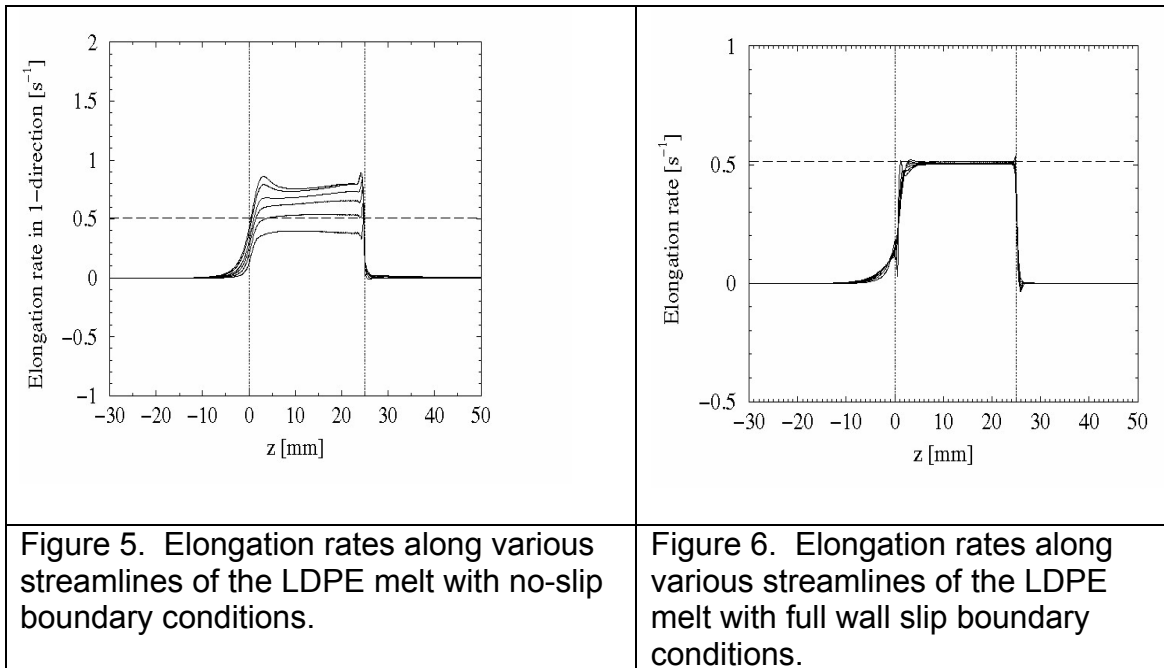 2
1.5
1
0.5
0
−0.5
−1
Elongation rate in 1−direction [s⁻¹]
−30 −20 −10 0 10 20 30 40 50
z [mm]
1
0.5
0
−0.5
Elongation rate [s⁻¹]
−30 −20 −10 0 10 20 30 40 50
z [mm]
Figure 5. Elongation rates along various
streamlines of the LDPE melt with no-slip
boundary conditions.
Figure 6. Elongation rates along
various streamlines of the LDPE
melt with full wall slip boundary
conditions.